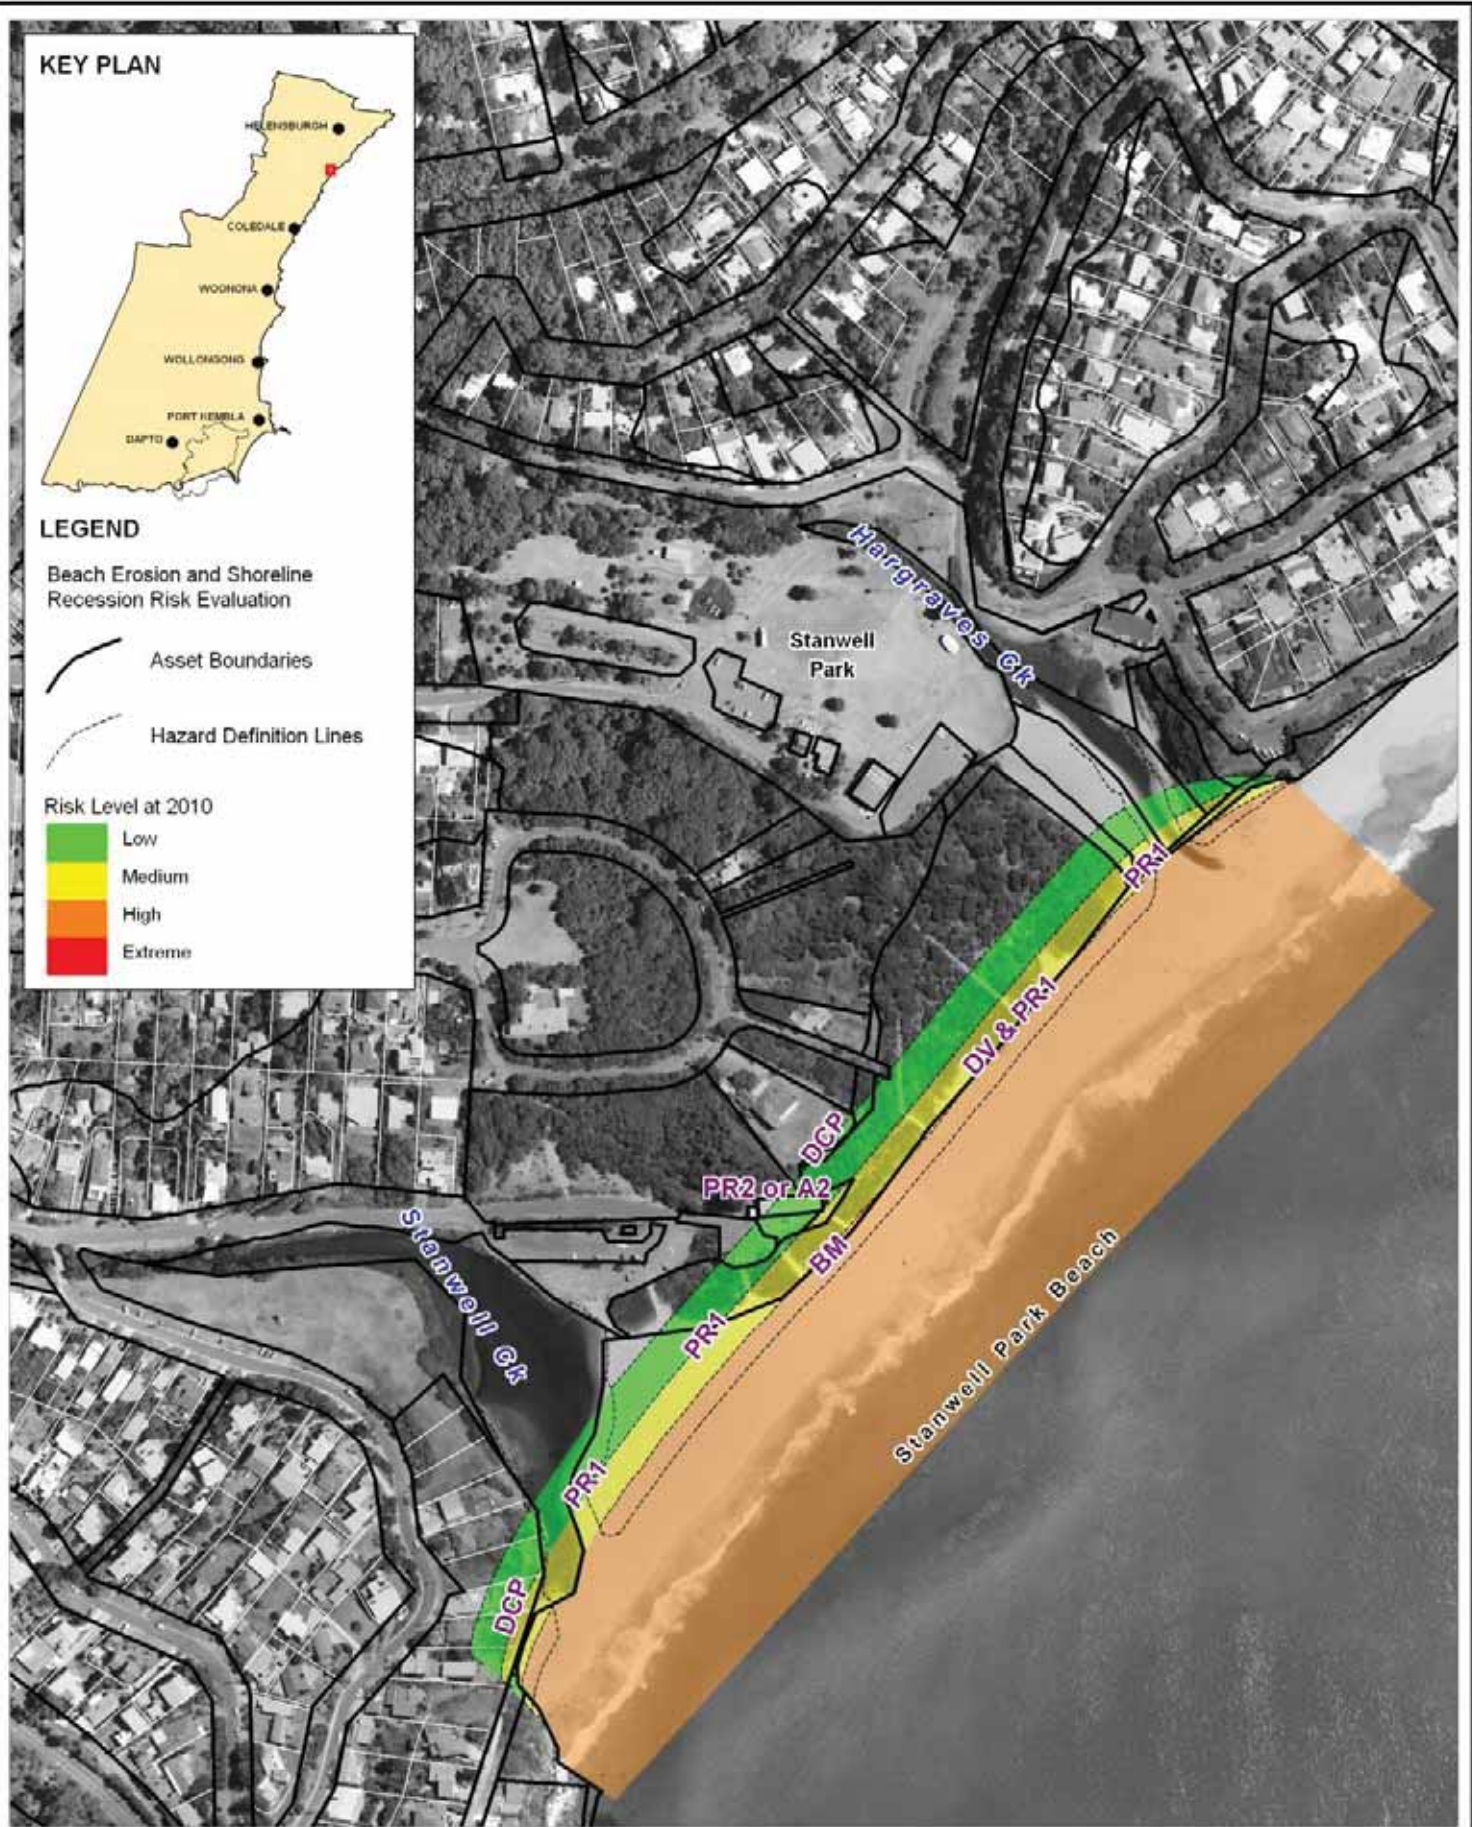 KEY PLAN
HELENSBURGH
COLEDALE
WOONONA
WOLLONGONG
PORT KEMBLA
DAPTO
LEGEND
Beach Erosion and Shoreline
Recession Risk Evaluation
Asset Boundaries
Hazard Definition Lines
Risk Level at 2010
Low
Medium
High
Extreme
Hargraves Ck
Stanwell
Park
PR1
DV & PR1
DCP
PR2 or A2
BM
PR1
Stanwell Ck
Stanwell Park Beach
PR1
DCP